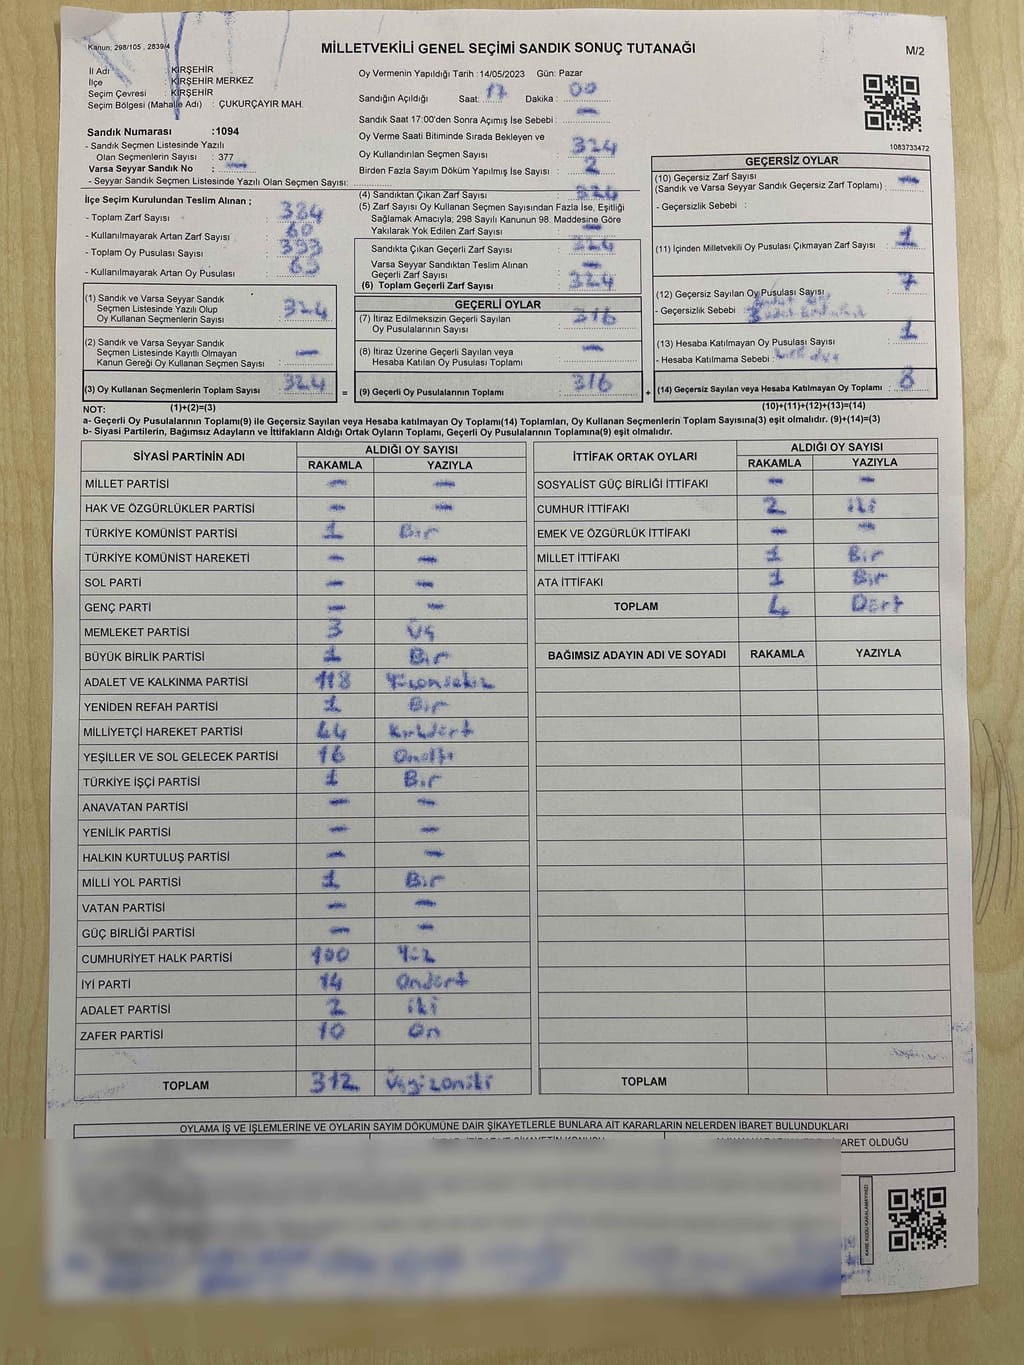 Kanun; 298/105 , 2839/4
MİLLETVEKİLİ GENEL SEÇİMİ SANDIK SONUÇ TUTANAĞI
M/2
İl Adı : KIRŞEHİR
İlçe : KIRŞEHİR MERKEZ
Seçim Çevresi : KIRŞEHİR
Seçim Bölgesi (Mahalle Adı) : ÇUKURÇAYIR MAH.
Sandık Numarası :1094
- Sandık Seçmen Listesinde Yazılı
Olan Seçmenlerin Sayısı : 377
Varsa Seyyar Sandık No : —
- Seyyar Sandık Seçmen Listesinde Yazılı Olan Seçmen Sayısı:
Oy Vermenin Yapıldığı Tarih : 14/05/2023 Gün: Pazar
Sandığın Açıldığı Saat: 17 Dakika : 00
Sandık Saat 17:00'den Sonra Açımış İse Sebebi : —
Oy Verme Saati Bitiminde Sırada Bekleyen ve
Oy Kullandırılan Seçmen Sayısı : 324
Birden Fazla Sayım Döküm Yapılmış İse Sayısı : 2
1083733472
İlçe Seçim Kurulundan Teslim Alınan ;
- Toplam Zarf Sayısı : 384
- Kullanılmayarak Artan Zarf Sayısı : 60
- Toplam Oy Pusulası : 393
- Kullanılmayarak Artan Oy Pusulası : 69
(4) Sandıktan Çıkan Zarf Sayısı : 324
(5) Zarf Sayısı Oy Kullanan Seçmen Sayısından Fazla İse, Eşitliği
Sağlamak Amacıyla; 298 Sayılı Kanunun 98. Maddesine Göre
Yakılarak Yok Edilen Zarf Sayısı : —
Sandıkta Çıkan Geçerli Zarf Sayısı : 324
Varsa Seyyar Sandıktan Teslim Alınan
Geçerli Zarf Sayısı : —
(6) Toplam Geçerli Zarf Sayısı : 324
GEÇERSİZ OYLAR
(10) Geçersiz Zarf Sayısı
(Sandık ve Varsa Seyyar Sandık Geçersiz Zarf Toplamı) : —
- Geçersizlik Sebebi :
(11) İçinden Milletvekili Oy Pusulası Çıkmayan Zarf Sayısı : 1
(12) Geçersiz Sayılan Oy Pusulası Sayısı : 7
- Geçersizlik Sebebi :
(13) Hesaba Katılmayan Oy Pusulası Sayısı : 1
- Hesaba Katılmama Sebebi :
(14) Geçersiz Sayılan veya Hesaba Katılmayan Oy Toplamı : 8
(1) Sandık ve Varsa Seyyar Sandık
Seçmen Listesinde Yazılı Olup
Oy Kullanan Seçmenlerin Sayısı : 324
(2) Sandık ve Varsa Seyyar Sandık
Seçmen Listesinde Kayıtlı Olmayan
Kanun Gereği Oy Kullanan Seçmen Sayısı : —
(3) Oy Kullanan Seçmenlerin Toplam Sayısı : 324 =
GEÇERLİ OYLAR
(7) İtiraz Edilmeksizin Geçerli Sayılan
Oy Pusulalarının Sayısı : 316
(8) İtiraz Üzerine Geçerli Sayılan veya
Hesaba Katılan Oy Pusulası Toplamı : —
(9) Geçerli Oy Pusulalarının Toplamı : 316 +
NOT: (1)+(2)=(3) (10)+(11)+(12)+(13)=(14)
a- Geçerli Oy Pusulalarının Toplamı(9) ile Geçersiz Sayılan veya Hesaba katılmayan Oy Toplamı(14) Toplamları, Oy Kullanan Seçmenlerin Toplam Sayısına(3) eşit olmalıdır. (9)+(14)=(3)
b- Siyasi Partilerin, Bağımsız Adayların ve İttifakların Aldığı Ortak Oyların Toplamı, Geçerli Oy Pusulalarının Toplamına(9) eşit olmalıdır.
SİYASİ PARTİNİN ADI ALDIĞI OY SAYISI
RAKAMLA YAZIYLA
MİLLET PARTİSİ — —
HAK VE ÖZGÜRLÜKLER PARTİSİ — —
TÜRKİYE KOMÜNİST PARTİSİ 1 Bir
TÜRKİYE KOMÜNİST HAREKETİ — —
SOL PARTİ — —
GENÇ PARTİ — —
MEMLEKET PARTİSİ 3 Üç
BÜYÜK BİRLİK PARTİSİ 1 Bir
ADALET VE KALKINMA PARTİSİ 118 Yüzonsekiz
YENİDEN REFAH PARTİSİ 1 Bir
MİLLİYETÇİ HAREKET PARTİSİ 44 Kırkdört
YEŞİLLER VE SOL GELECEK PARTİSİ 16 Onaltı
TÜRKİYE İŞÇİ PARTİSİ 1 Bir
ANAVATAN PARTİSİ — —
YENİLİK PARTİSİ — —
HALKIN KURTULUŞ PARTİSİ — —
MİLLİ YOL PARTİSİ 1 Bir
VATAN PARTİSİ — —
GÜÇ BİRLİĞİ PARTİSİ — —
CUMHURİYET HALK PARTİSİ 100 Yüz
İYİ PARTİ 14 Ondört
ADALET PARTİSİ 2 iki
ZAFER PARTİSİ 10 On
TOPLAM 312 Üçyüzoniki
İTTİFAK ORTAK OYLARI ALDIĞI OY SAYISI
RAKAMLA YAZIYLA
SOSYALİST GÜÇ BİRLİĞİ İTTİFAKI — —
CUMHUR İTTİFAKI 2 iki
EMEK VE ÖZGÜRLÜK İTTİFAKI — —
MİLLET İTTİFAKI 1 Bir
ATA İTTİFAKI 1 Bir
TOPLAM 4 Dört
BAĞIMSIZ ADAYIN ADI VE SOYADI RAKAMLA YAZIYLA
TOPLAM
OYLAMA İŞ VE İŞLEMLERİNE VE OYLARIN SAYIM DÖKÜMÜNE DAİR ŞİKAYETLERLE BUNLARA AİT KARARLARIN NELERDEN İBARET BULUNDUKLARI
İBARET OLDUĞU
KARE KODU KARALAMAYINIZ!